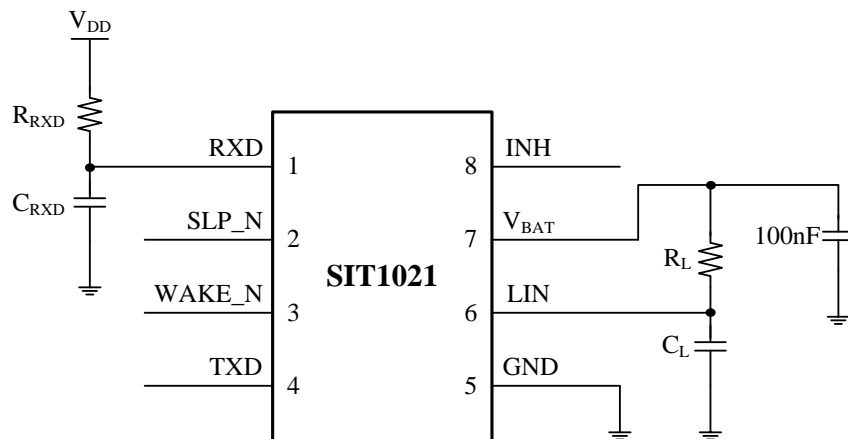 V_DD
R_RXD
C_RXD
RXD 1
SLP_N 2
WAKE_N 3
TXD 4
SIT1021
8 INH
7 V_BAT
6 LIN
5 GND
R_L
C_L
100nF